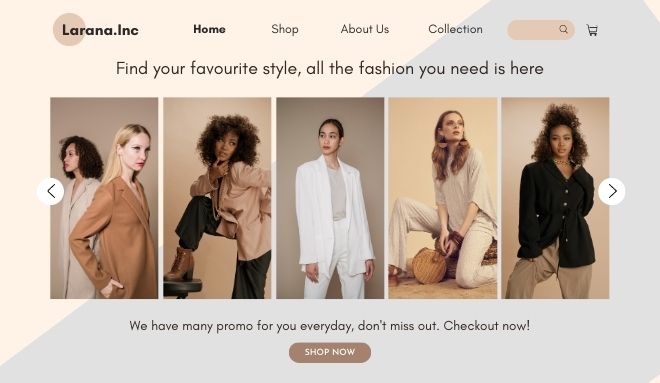 Larana.Inc
Home
Shop
About Us
Collection
Find your favourite style, all the fashion you need is here
We have many promo for you everyday, don't miss out. Checkout now!
SHOP NOW